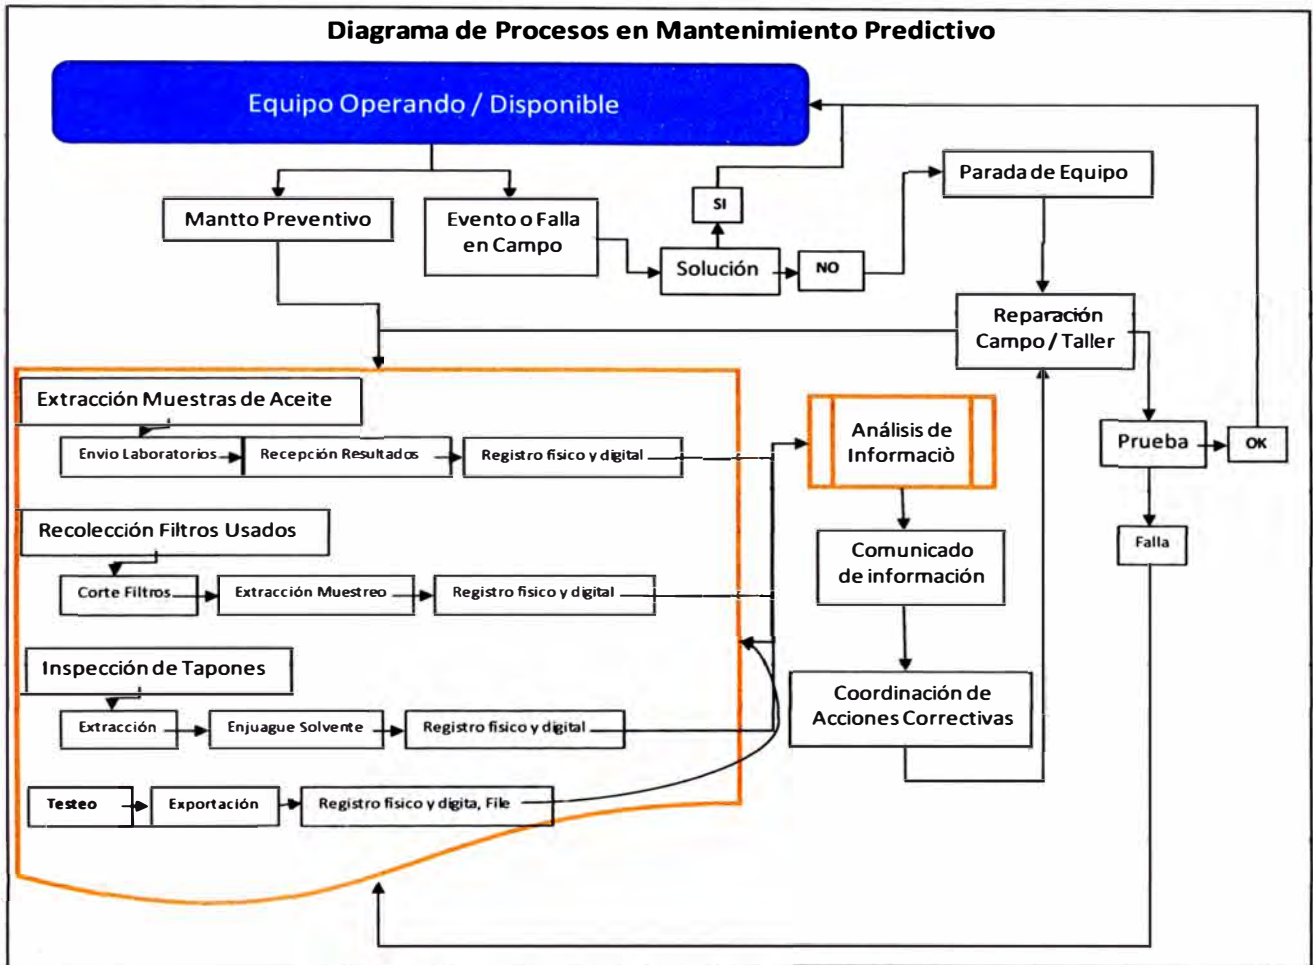 Diagrama de Procesos en Mantenimiento Predictivo
Equipo Operando / Disponible
Mantto Preventivo
Evento o Falla
en Campo
SI
Solución
NO
Parada de Equipo
Reparación
Campo / Taller
Prueba
OK
Falla
Extracción Muestras de Aceite
Envio Laboratorios
Recepción Resultados
Registro fisico y digital
Recolección Filtros Usados
Corte Filtros
Extracción Muestreo
Registro fisico y digital
Inspección de Tapones
Extracción
Enjuague Solvente
Registro fisico y digital
Testeo
Exportación
Registro fisico y digita, File
Análisis de
Informaciò
Comunicado
de información
Coordinación de
Acciones Correctivas